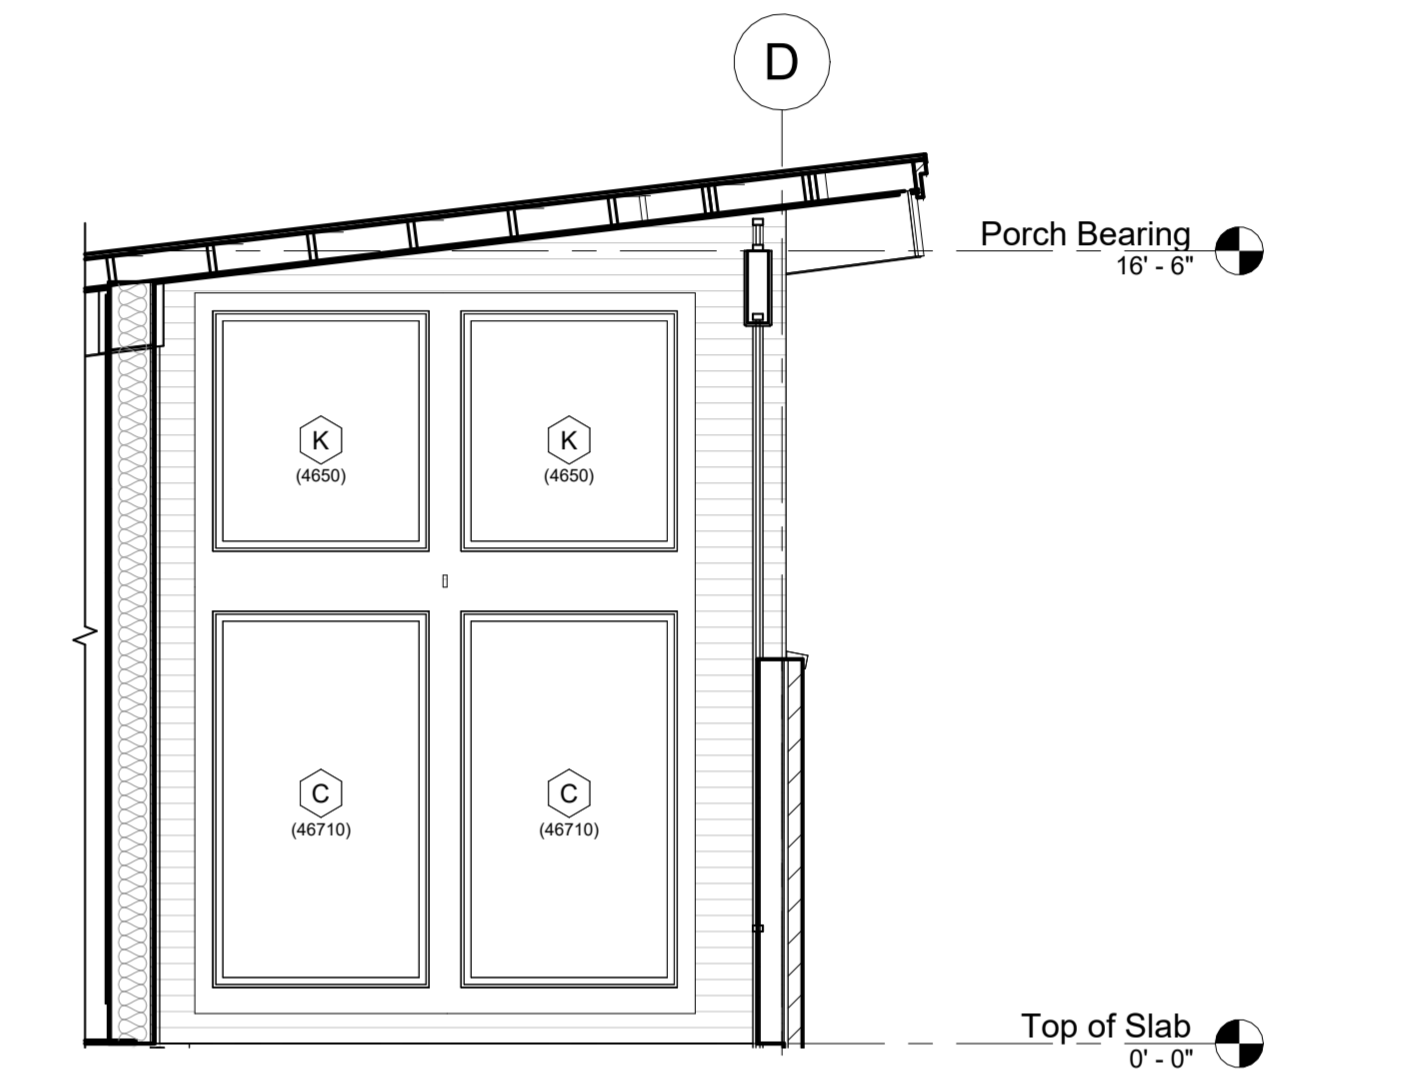 D
Porch Bearing
16' - 6"
K
(4650)
K
(4650)
C
(46710)
C
(46710)
Top of Slab
0' - 0"